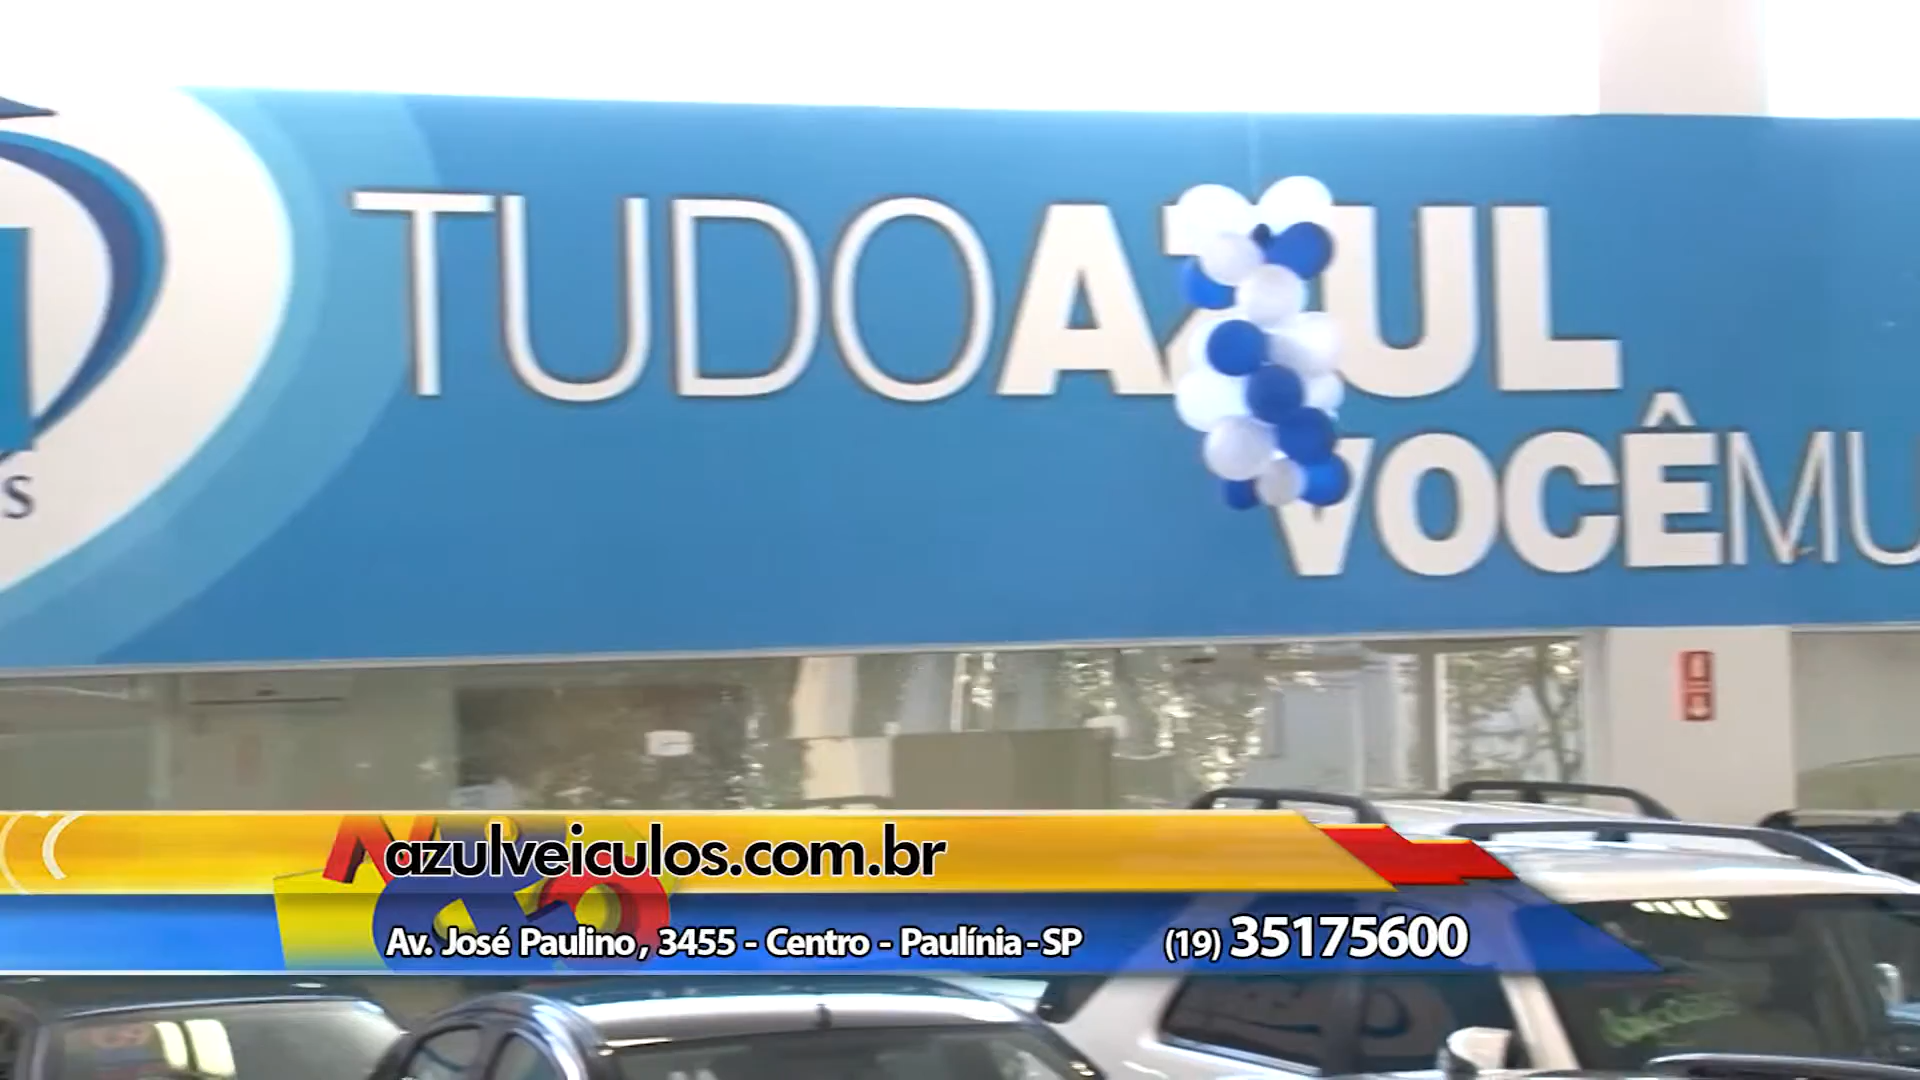 TUDOAZUL
VOCÊMU
S
azulveiculos.com.br
Av. José Paulino, 3455 - Centro - Paulínia-SP
(19) 35175600